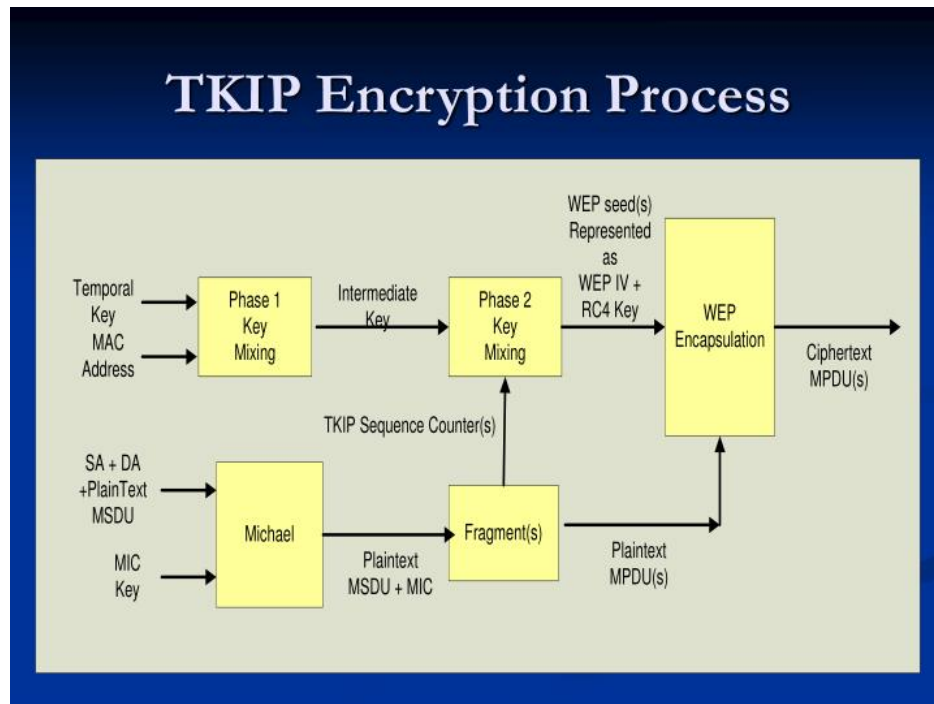 TKIP Encryption Process
Temporal
Key
MAC
Address
Phase 1
Key
Mixing
Intermediate
Key
Phase 2
Key
Mixing
WEP seed(s)
Represented
as
WEP IV +
RC4 Key
WEP
Encapsulation
Ciphertext
MPDU(s)
TKIP Sequence Counter(s)
SA + DA
+PlainText
MSDU
MIC
Key
Michael
Plaintext
MSDU + MIC
Fragment(s)
Plaintext
MPDU(s)